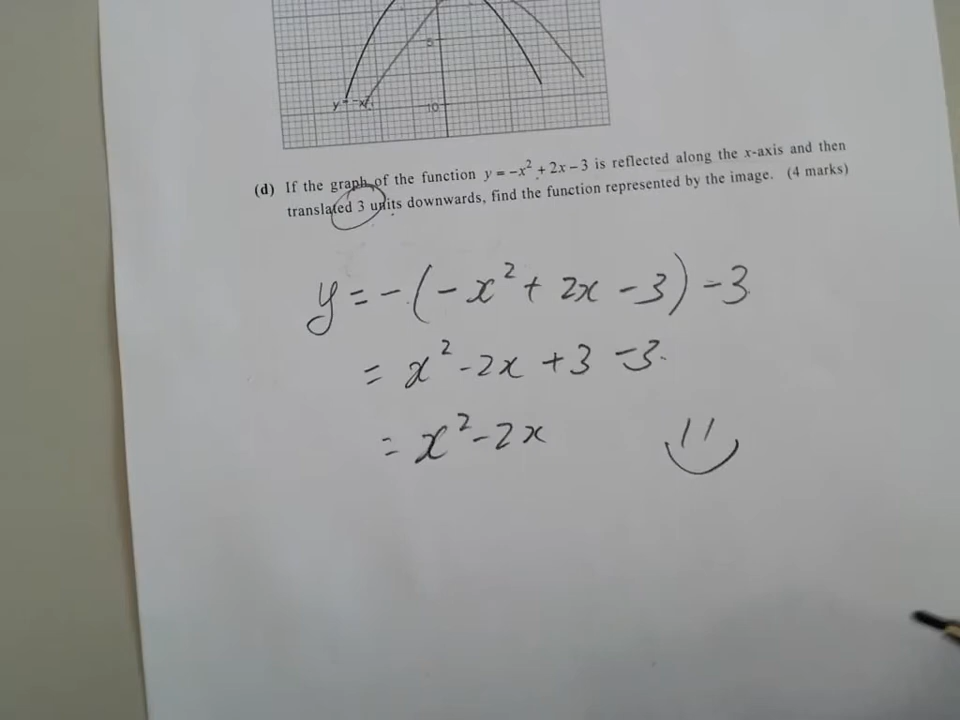 5
y = -x²
10
(d) If the graph of the function y = -x² + 2x - 3 is reflected along the x-axis and then
translated 3 units downwards, find the function represented by the image. (4 marks)
y = -(-x² + 2x - 3) - 3
= x² - 2x + 3 - 3.
= x² - 2x